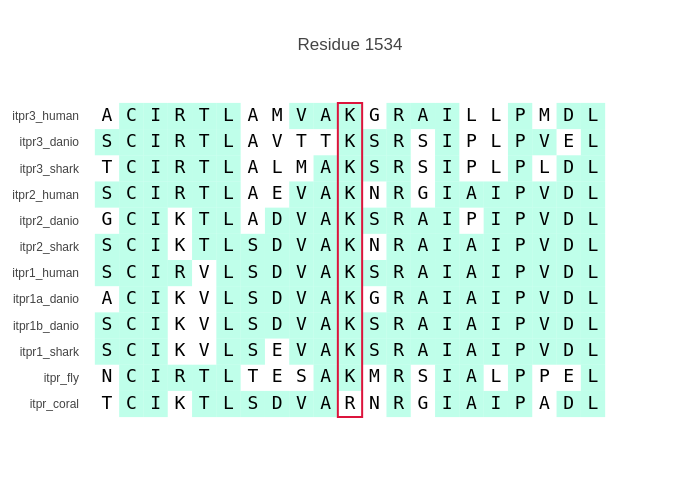 Residue 1534
itpr3_human A C I R T L A M V A K G R A I L L P M D L
itpr3_danio S C I R T L A V T T K S R S I P L P V E L
itpr3_shark T C I R T L A L M A K S R S I P L P L D L
itpr2_human S C I R T L A E V A K N R G I A I P V D L
itpr2_danio G C I K T L A D V A K S R A I P I P V D L
itpr2_shark S C I K T L S D V A K N R A I A I P V D L
itpr1_human S C I R V L S D V A K S R A I A I P V D L
itpr1a_danio A C I K V L S D V A K G R A I A I P V D L
itpr1b_danio S C I K V L S D V A K S R A I A I P V D L
itpr1_shark S C I K V L S E V A K S R A I A I P V D L
itpr_fly N C I R T L T E S A K M R S I A L P P E L
itpr_coral T C I K T L S D V A R N R G I A I P A D L